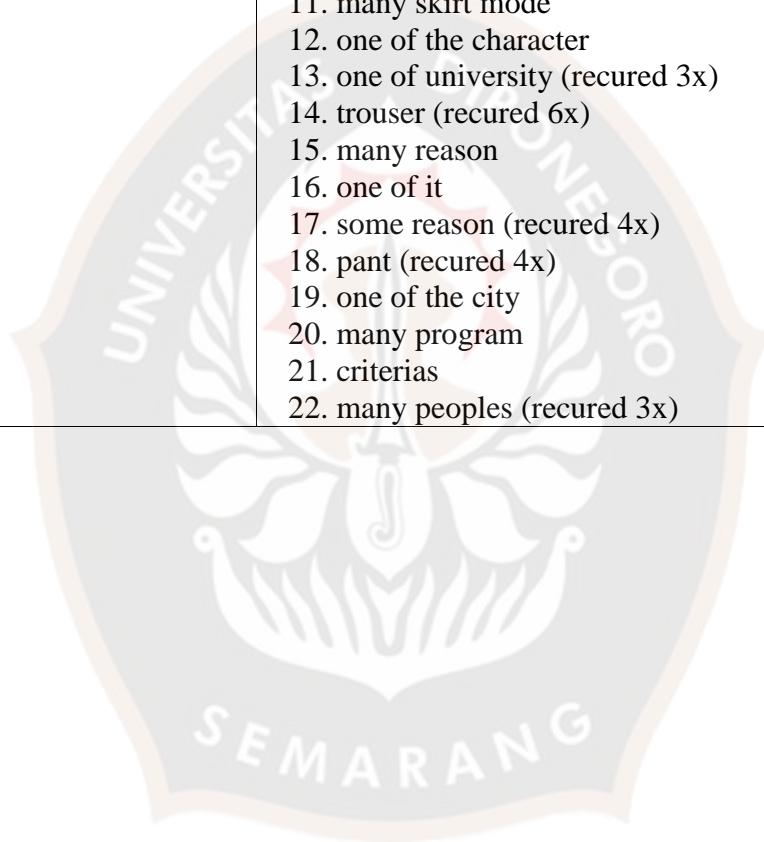 11. many skirt mode
12. one of the character
13. one of university (recured 3x)
14. trouser (recured 6x)
15. many reason
16. one of it
17. some reason (recured 4x)
18. pant (recured 4x)
19. one of the city
20. many program
21. criterias
22. many peoples (recured 3x)
UNIVERSITAS DIPONEGORO
SEMARANG